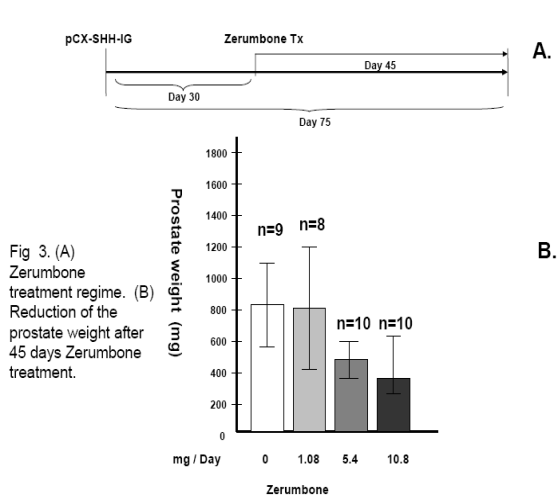 pCX-SHH-IG
Zerumbone Tx
A.
Day 45
Day 30
Day 75
1800
1600
1400
1200
1000
800
600
400
200
0
Prostate weight (mg)
n=9
n=8
n=10
n=10
B.
Fig 3. (A)
Zerumbone
treatment regime. (B)
Reduction of the
prostate weight after
45 days Zerumbone
treatment.
mg / Day 0 1.08 5.4 10.8
Zerumbone